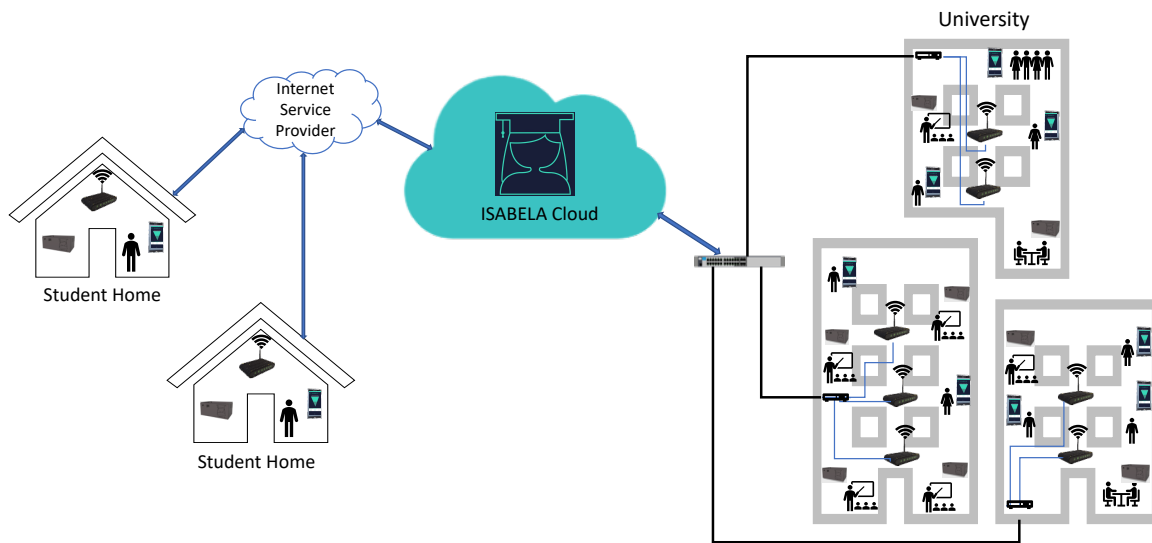 University
Internet
Service
Provider
ISABELA Cloud
Student Home
Student Home